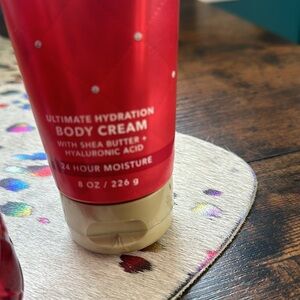 ULTIMATE HYDRATION
BODY CREAM
WITH SHEA BUTTER +
HYALURONIC ACID
24 HOUR MOISTURE
8 OZ / 226 g